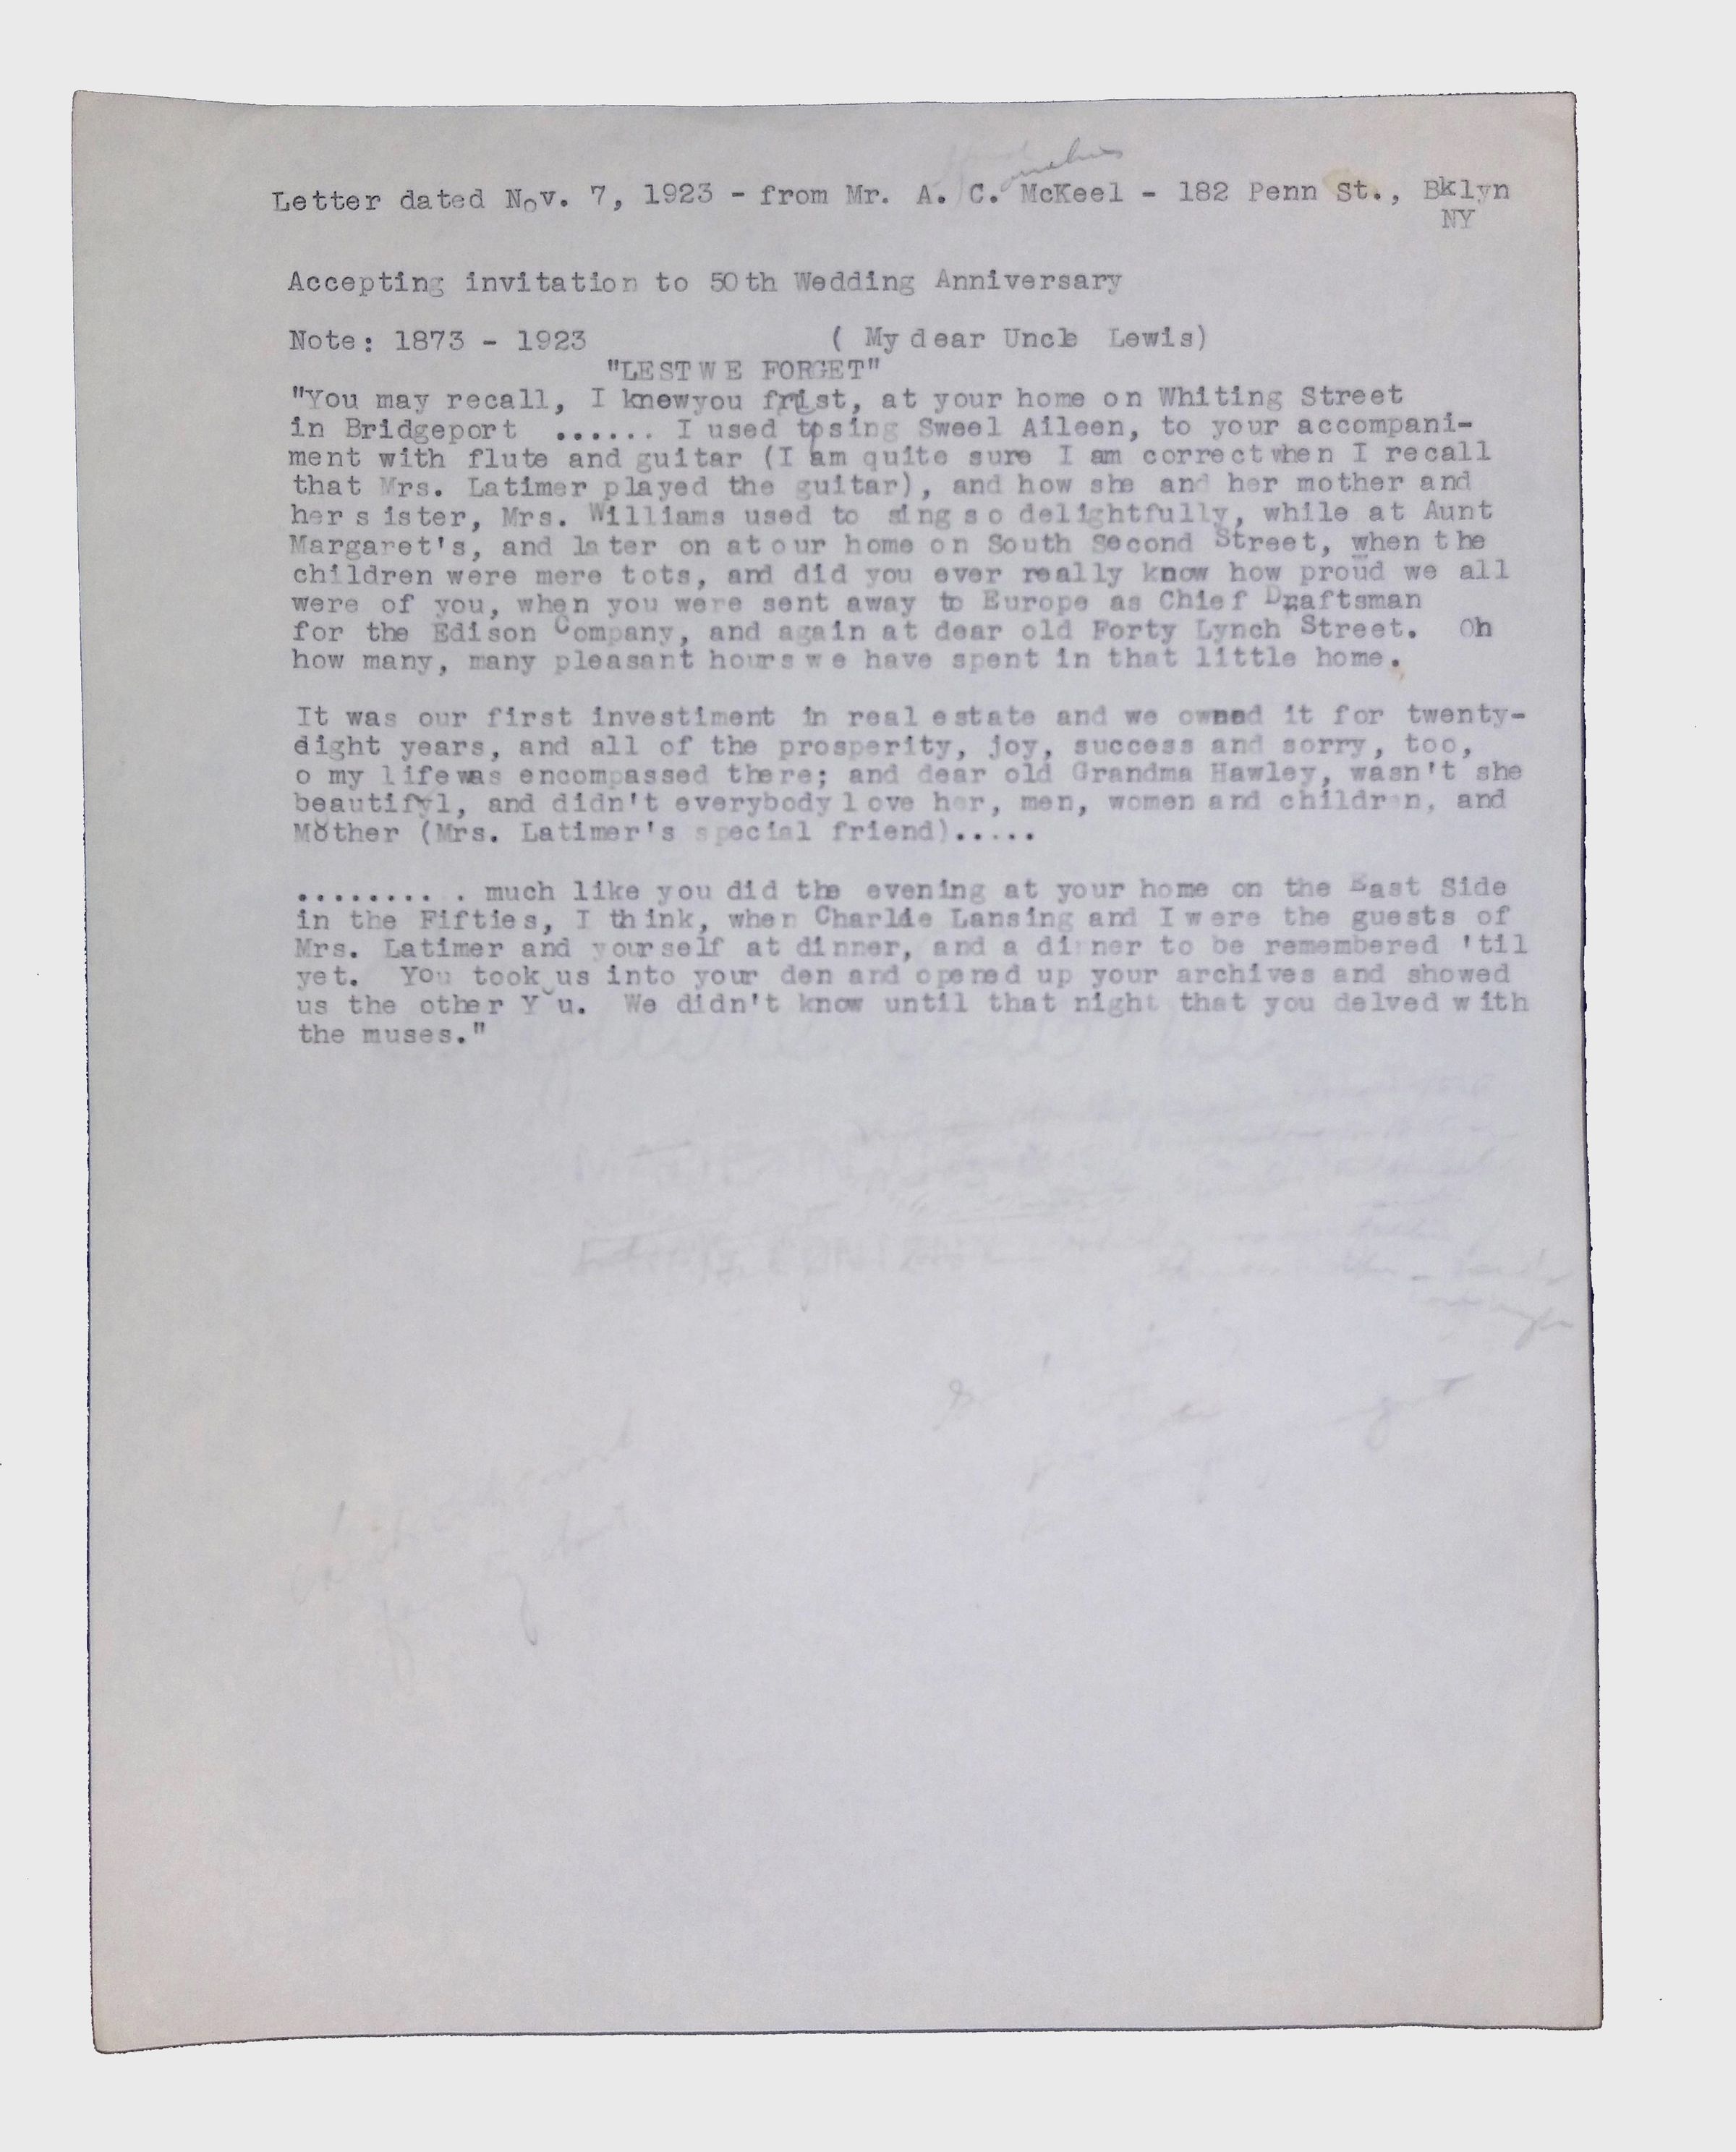 Letter dated Nov. 7, 1923 - from Mr. A. C. McKeel - 182 Penn St., Bklyn
NY
Accepting invitation to 50th Wedding Anniversary
Note: 1873 - 1923 ( My dear Uncle Lewis)
"LEST WE FORGET"
"You may recall, I knew you frist, at your home on Whiting Street
in Bridgeport ...... I used to sing Sweel Aileen, to your accompani-
ment with flute and guitar (I am quite sure I am correct when I recall
that Mrs. Latimer played the guitar), and how she and her mother and
her sister, Mrs. Williams used to sing so delightfully, while at Aunt
Margaret's, and later on at our home on South Second Street, when the
children were mere tots, and did you ever really know how proud we all
were of you, when you were sent away to Europe as Chief Draftsman
for the Edison Company, and again at dear old Forty Lynch Street. Oh
how many, many pleasant hours we have spent in that little home.
It was our first investiment in real estate and we owned it for twenty-
eight years, and all of the prosperity, joy, success and sorry, too,
o my life was encompassed there; and dear old Grandma Hawley, wasn't she
beautifyl, and didn't everybody love her, men, women and children, and
Mother (Mrs. Latimer's special friend).....
........ . much like you did the evening at your home on the East Side
in the Fifties, I think, when Charlie Lansing and I were the guests of
Mrs. Latimer and yourself at dinner, and a dinner to be remembered 'til
yet. You took us into your den and opened up your archives and showed
us the other You. We didn't know until that night that you delved with
the muses."